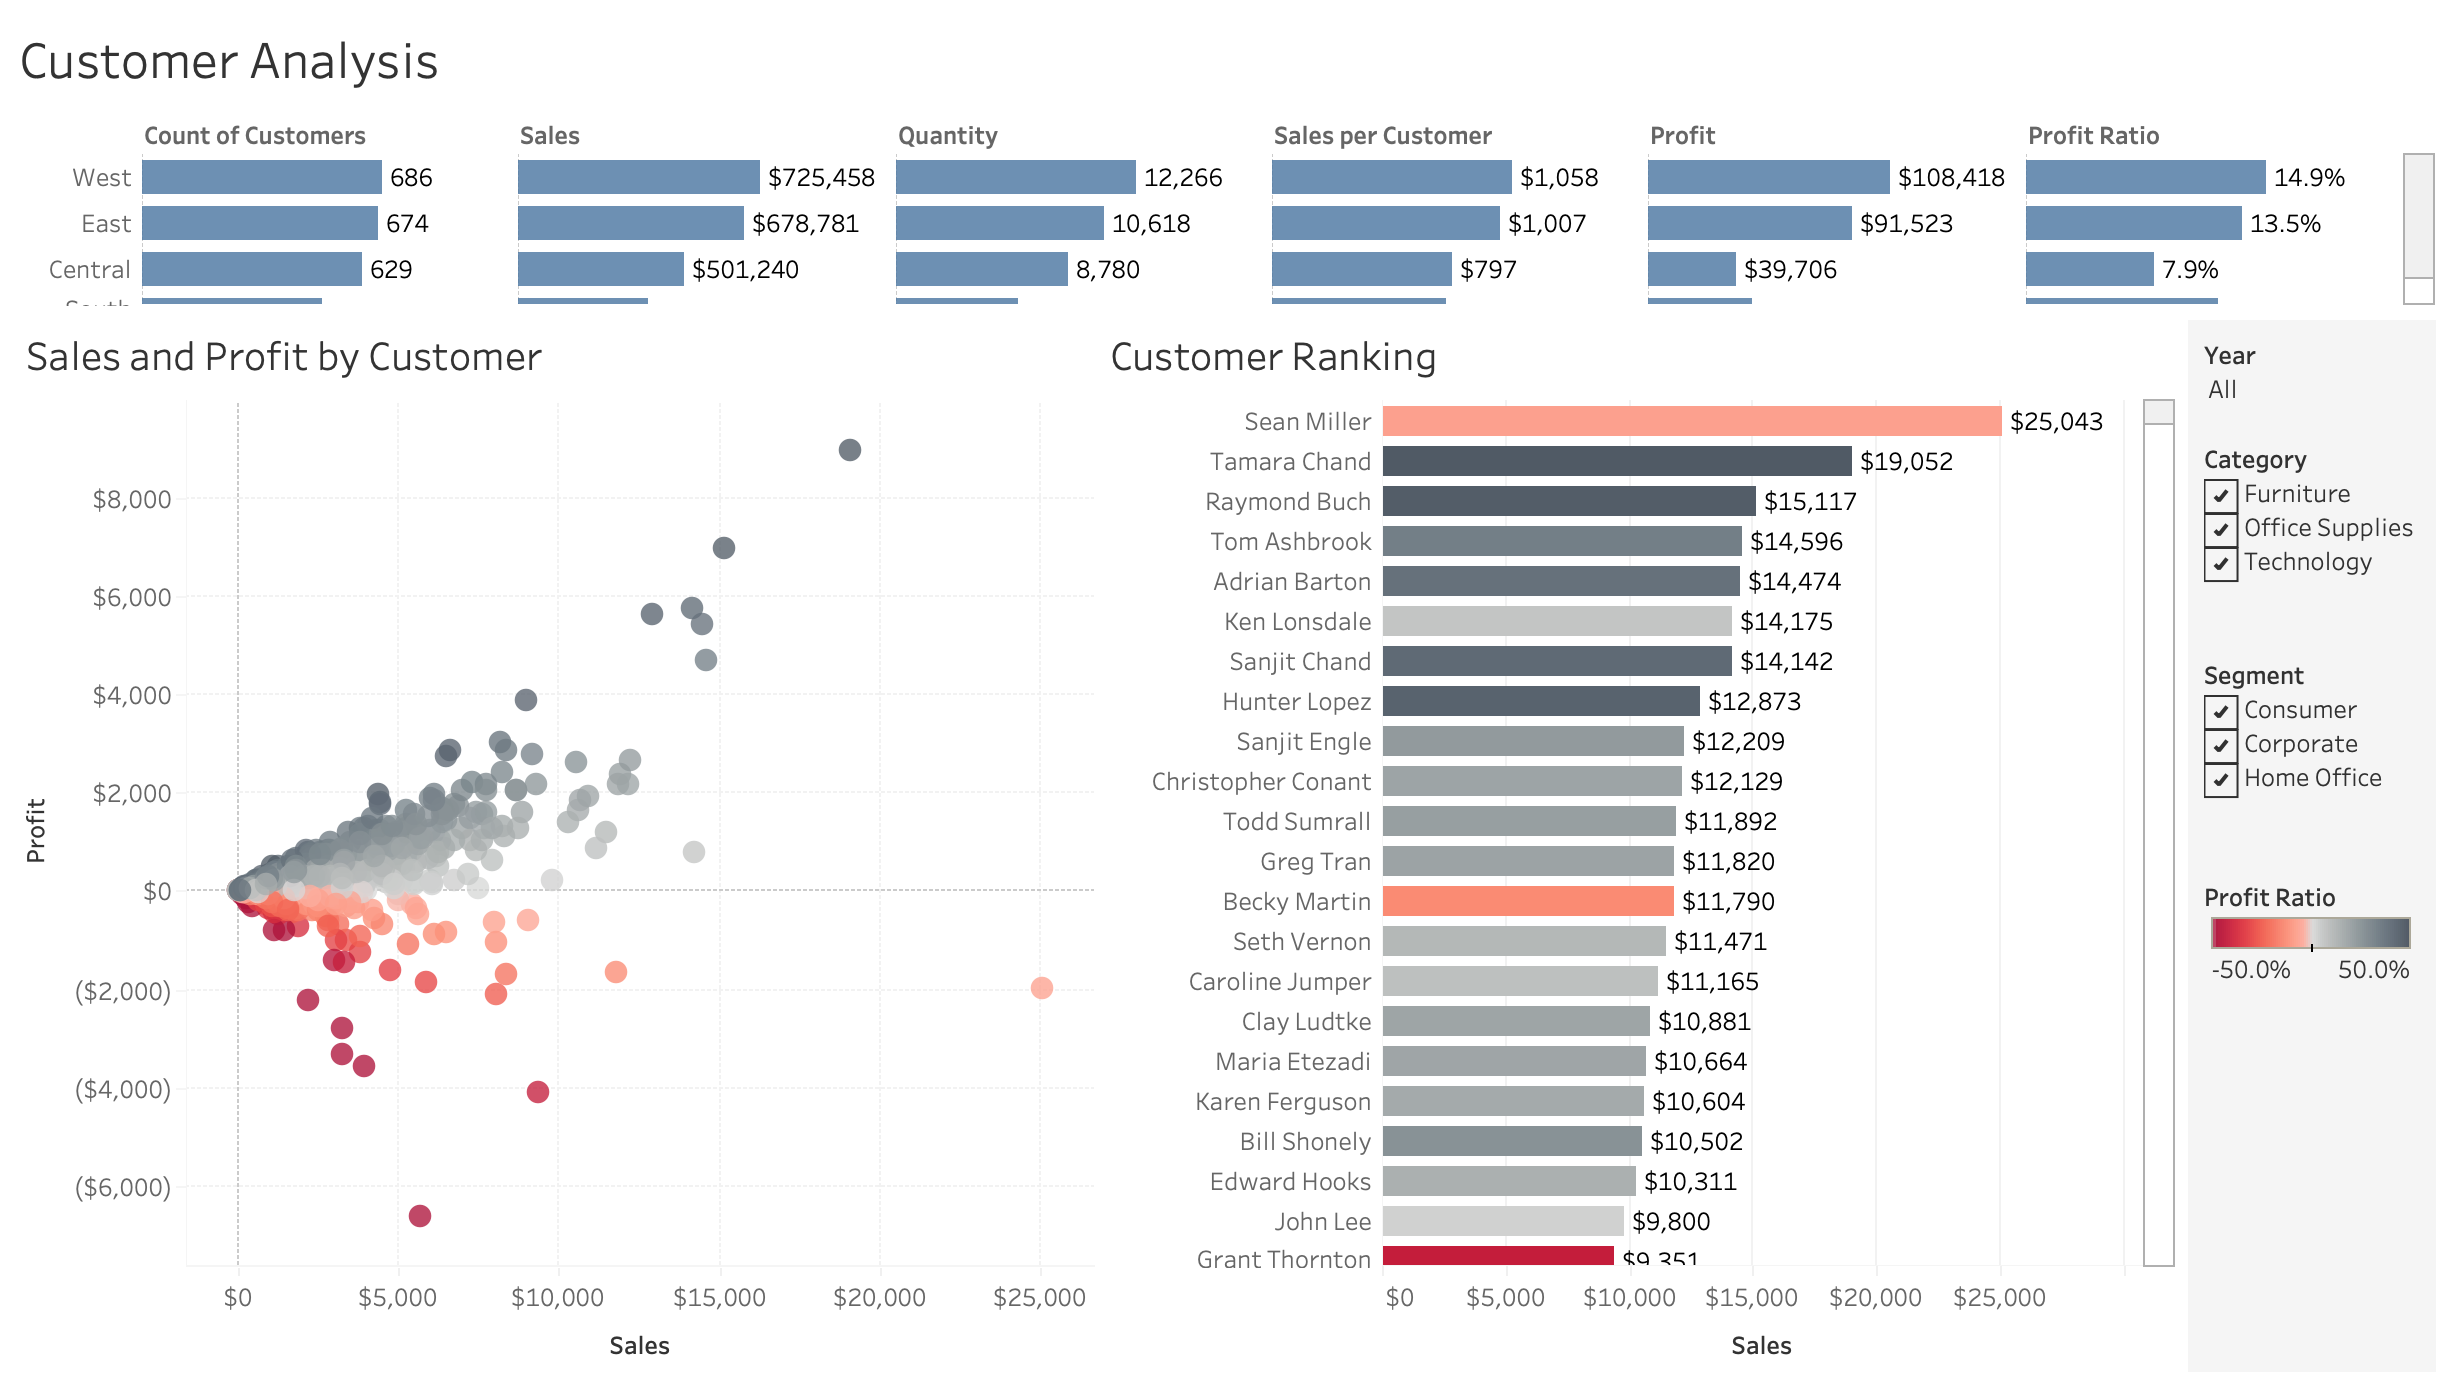 Customer Analysis
Count of Customers Sales Quantity Sales per Customer Profit Profit Ratio
West 686 $725,458 12,266 $1,058 $108,418 14.9%
East 674 $678,781 10,618 $1,007 $91,523 13.5%
Central 629 $501,240 8,780 $797 $39,706 7.9%
Sales and Profit by Customer
Profit
$8,000
$6,000
$4,000
$2,000
$0
($2,000)
($4,000)
($6,000)
$0 $5,000 $10,000 $15,000 $20,000 $25,000
Sales
Customer Ranking
Sean Miller $25,043
Tamara Chand $19,052
Raymond Buch $15,117
Tom Ashbrook $14,596
Adrian Barton $14,474
Ken Lonsdale $14,175
Sanjit Chand $14,142
Hunter Lopez $12,873
Sanjit Engle $12,209
Christopher Conant $12,129
Todd Sumrall $11,892
Greg Tran $11,820
Becky Martin $11,790
Seth Vernon $11,471
Caroline Jumper $11,165
Clay Ludtke $10,881
Maria Etezadi $10,664
Karen Ferguson $10,604
Bill Shonely $10,502
Edward Hooks $10,311
John Lee $9,800
Grant Thornton $9,351
$0 $5,000 $10,000 $15,000 $20,000 $25,000
Sales
Year
All
Category
Furniture
Office Supplies
Technology
Segment
Consumer
Corporate
Home Office
Profit Ratio
-50.0% 50.0%